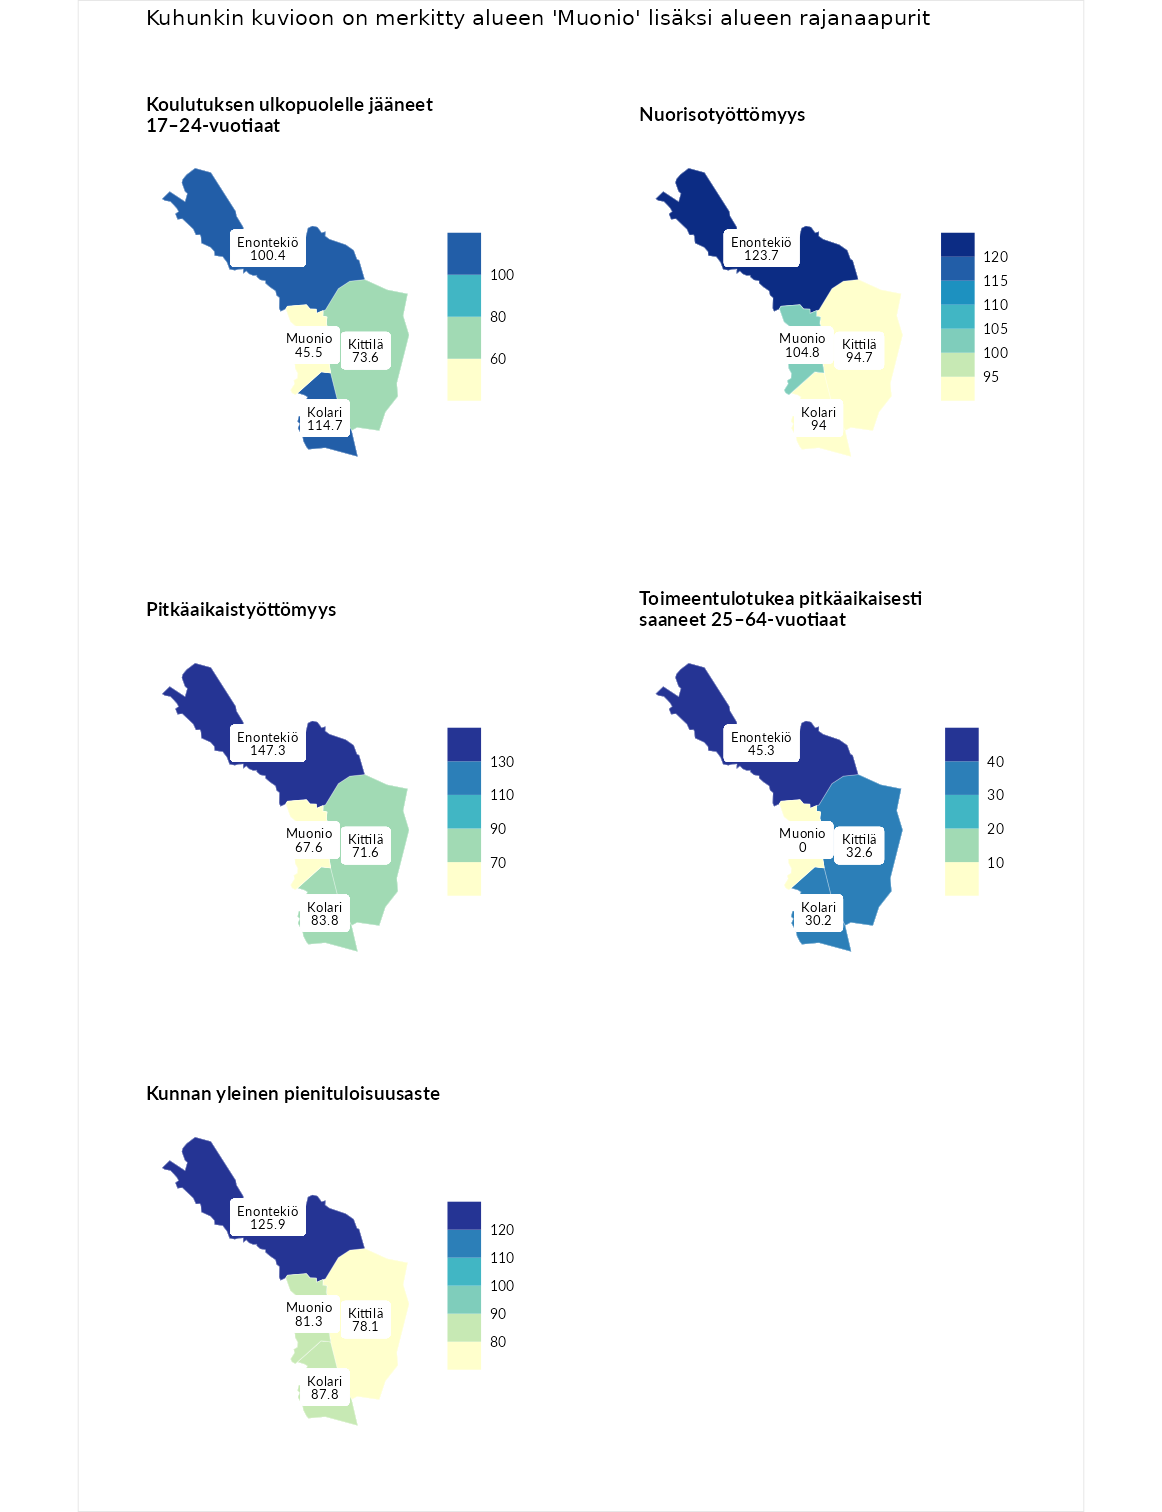 Kuhunkin kuvioon on merkitty alueen 'Muonio' lisäksi alueen rajanaapurit
Koulutuksen ulkopuolelle jääneet
17–24-vuotiaat
Enontekiö
100.4
Muonio
45.5
Kittilä
73.6
Kolari
114.7
100
80
60
Nuorisotyöttömyys
Enontekiö
123.7
Muonio
104.8
Kittilä
94.7
Kolari
94
120
115
110
105
100
95
Pitkäaikaistyöttömyys
Enontekiö
147.3
Muonio
67.6
Kittilä
71.6
Kolari
83.8
130
110
90
70
Toimeentulotukea pitkäaikaisesti
saaneet 25–64-vuotiaat
Enontekiö
45.3
Muonio
0
Kittilä
32.6
Kolari
30.2
40
30
20
10
Kunnan yleinen pienituloisuusaste
Enontekiö
125.9
Muonio
81.3
Kittilä
78.1
Kolari
87.8
120
110
100
90
80